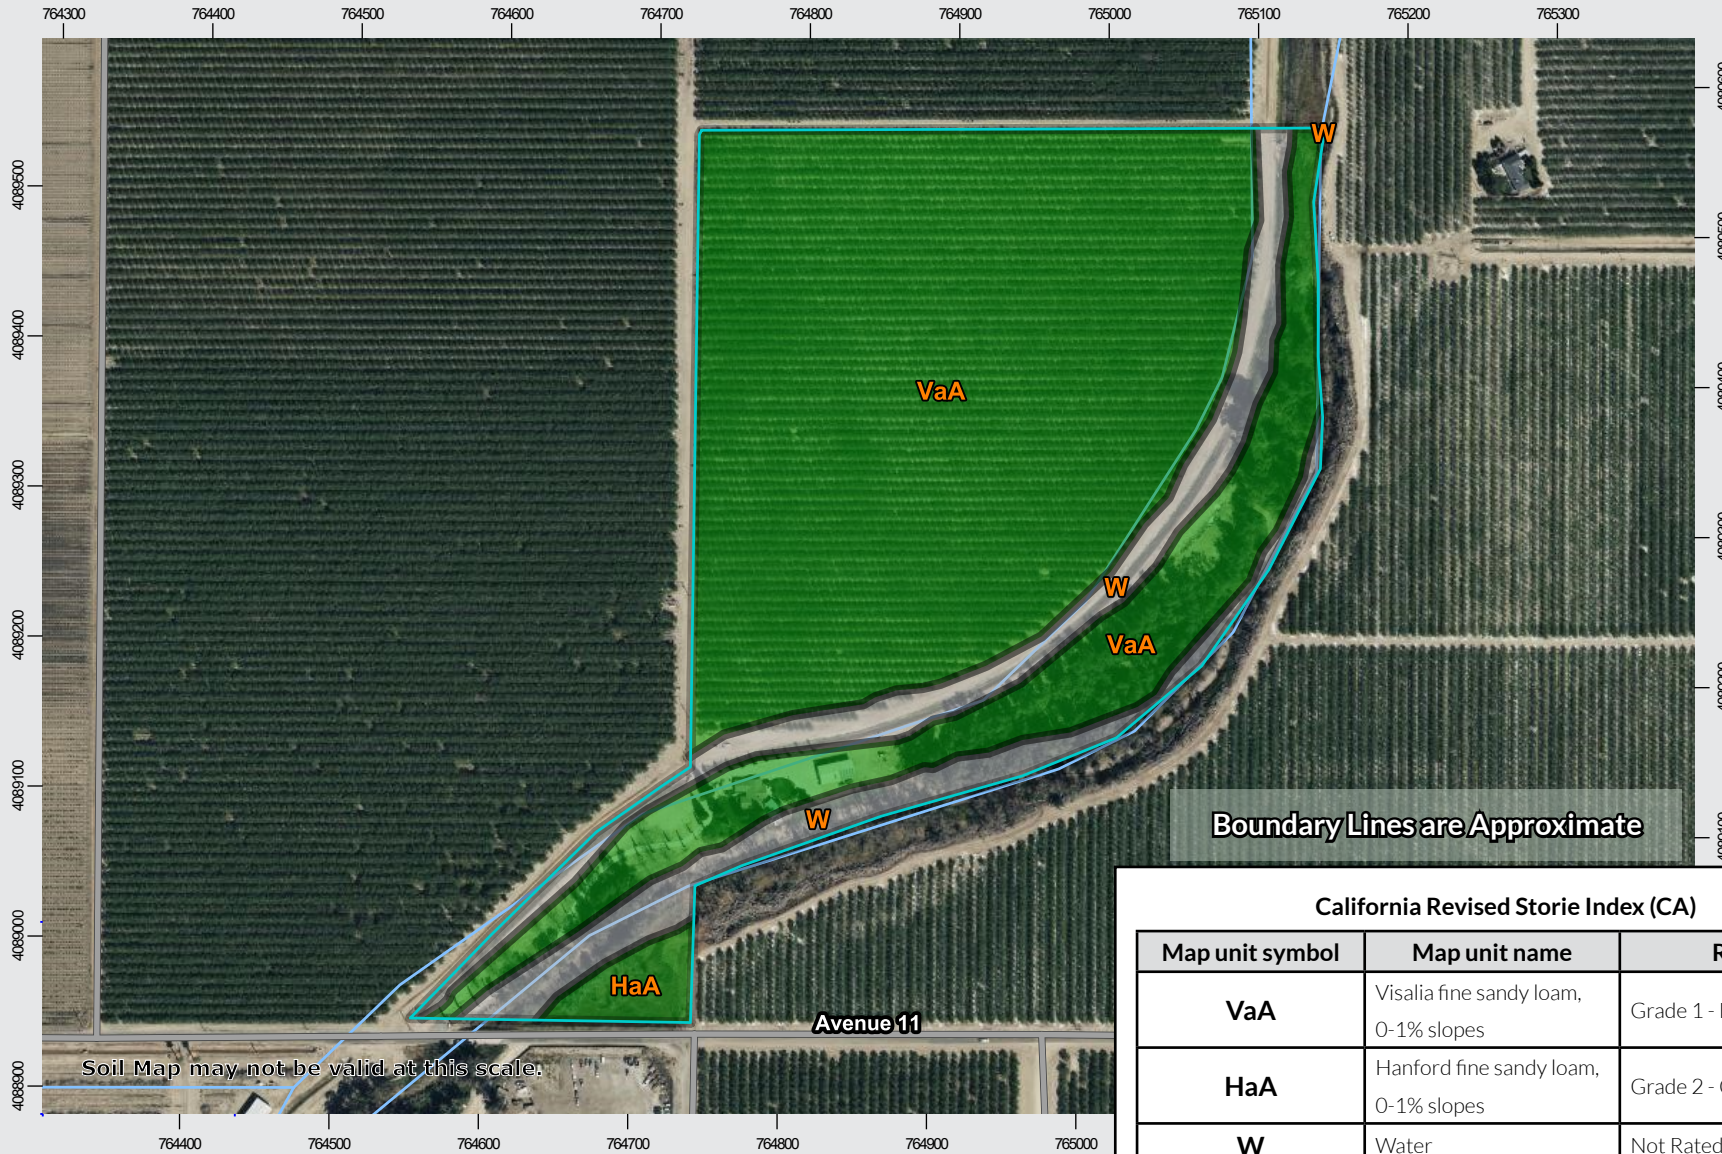 764300 764400 764500 764600 764700 764800 764900 765000 765100 765200 765300
4089500
4089400
4089300
4089200
4089100
4089000
4088900
W
VaA
W
VaA
W
HaA
Boundary Lines are Approximate
Avenue 11
Soil Map may not be valid at this scale.
764400 764500 764600 764700 764800 764900 765000
California Revised Storie Index (CA)
Map unit symbol Map unit name
VaA Visalia fine sandy loam, 0-1% slopes Grade 1 -
HaA Hanford fine sandy loam, 0-1% slopes Grade 2 -
W Water Not Rated